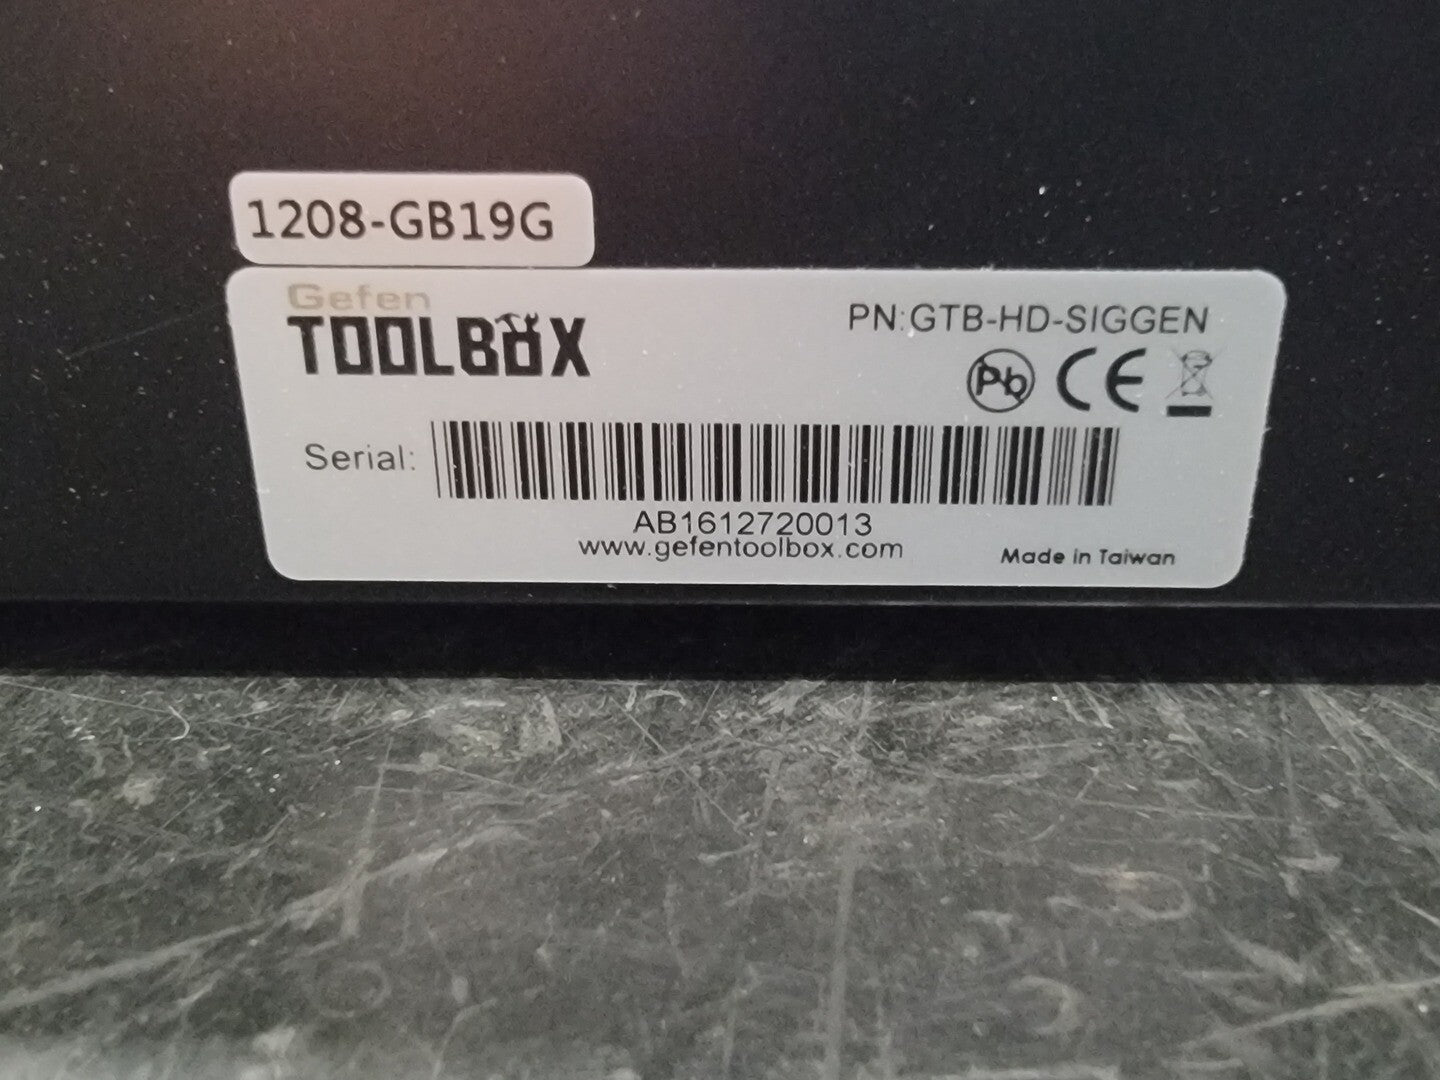 1208-GB19G
Gefen
TOOLBOX
PN:GTB-HD-SIGGEN
Pb CE
Serial:
AB1612720013
www.gefentoolbox.com
Made in Taiwan